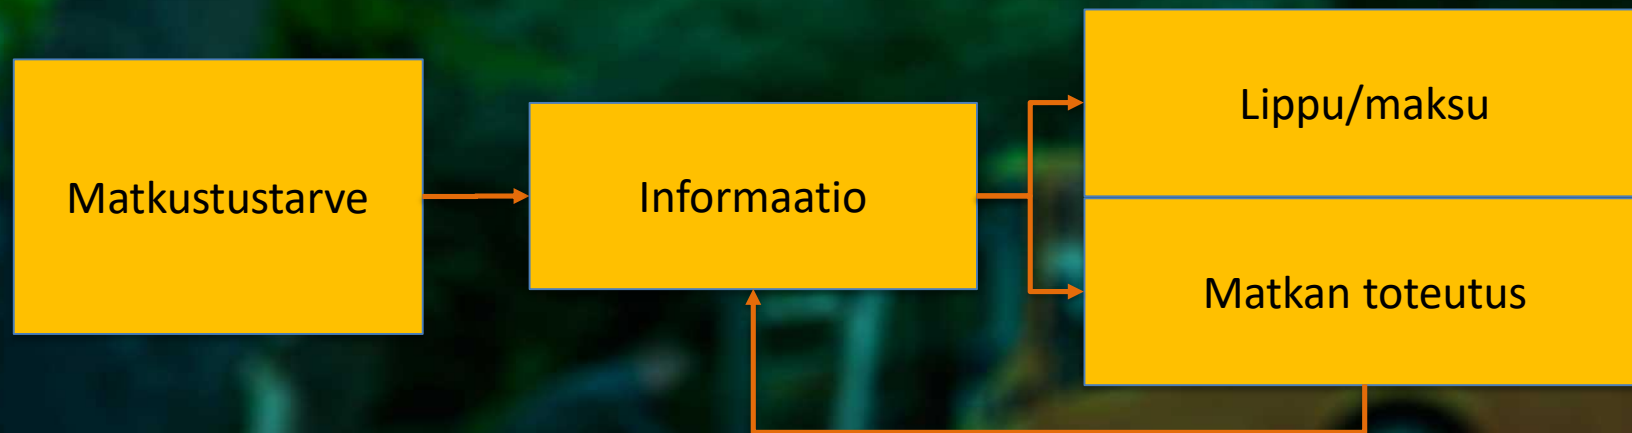 Matkustustarve
Informaatio
Lippu/maksu
Matkan toteutus